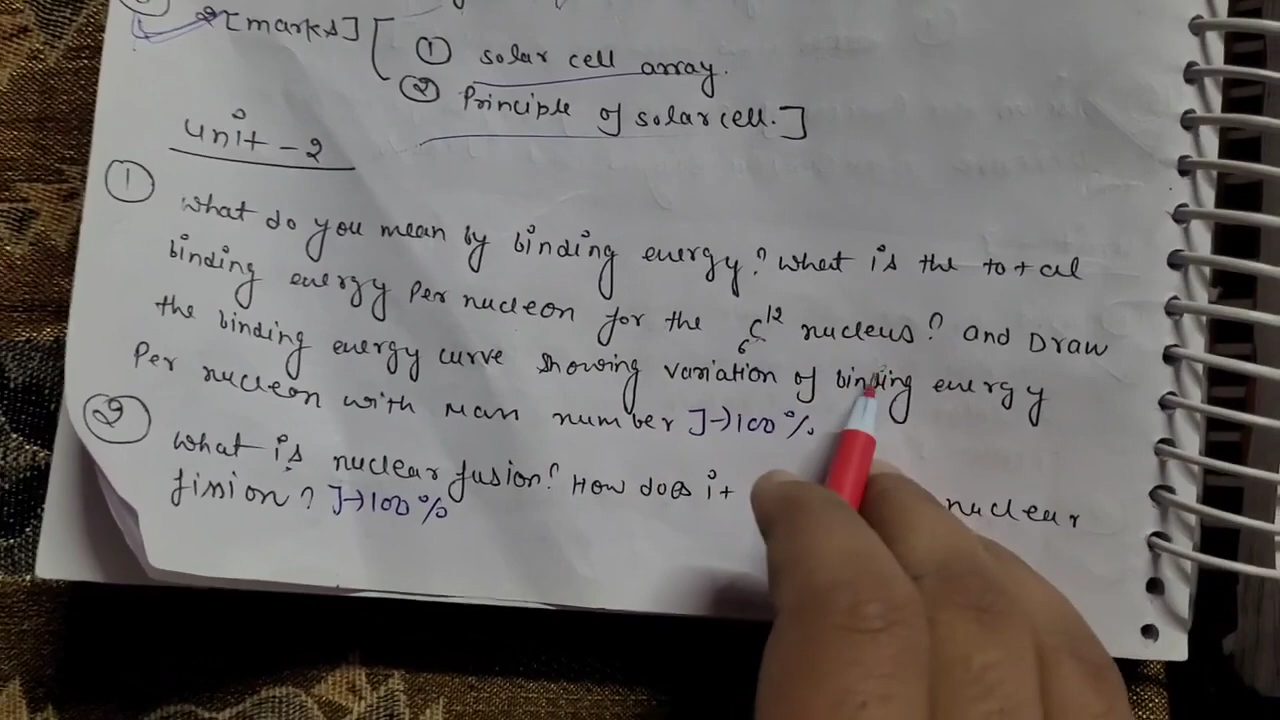 2[marks] [ ① solar cell array.
② Principle of solar cell.]
Unit-2
① What do you mean by binding energy? What is the total
binding energy per nucleon for the ₆C¹² nucleus? and Draw
the binding energy curve showing variation of binding energy
Per nucleon with Mass number ]→100%
② What is nuclear fusion? How does it nuclear
fission? ]→100%